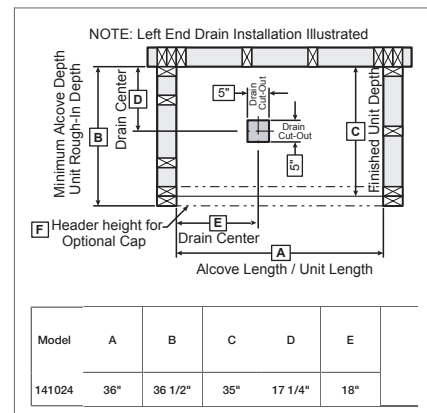 NOTE: Left End Drain Installation Illustrated
Minimum Alcove Depth
Unit Rough-In Depth
B
Drain Center
D
5"
Drain
Cut-Out
Drain
Cut-Out
5"
C
Finished Unit Depth
F Header height for
Optional Cap
E
Drain Center
A
Alcove Length / Unit Length
Model A B C D E
141024 36" 36 1/2" 35" 17 1/4" 18"